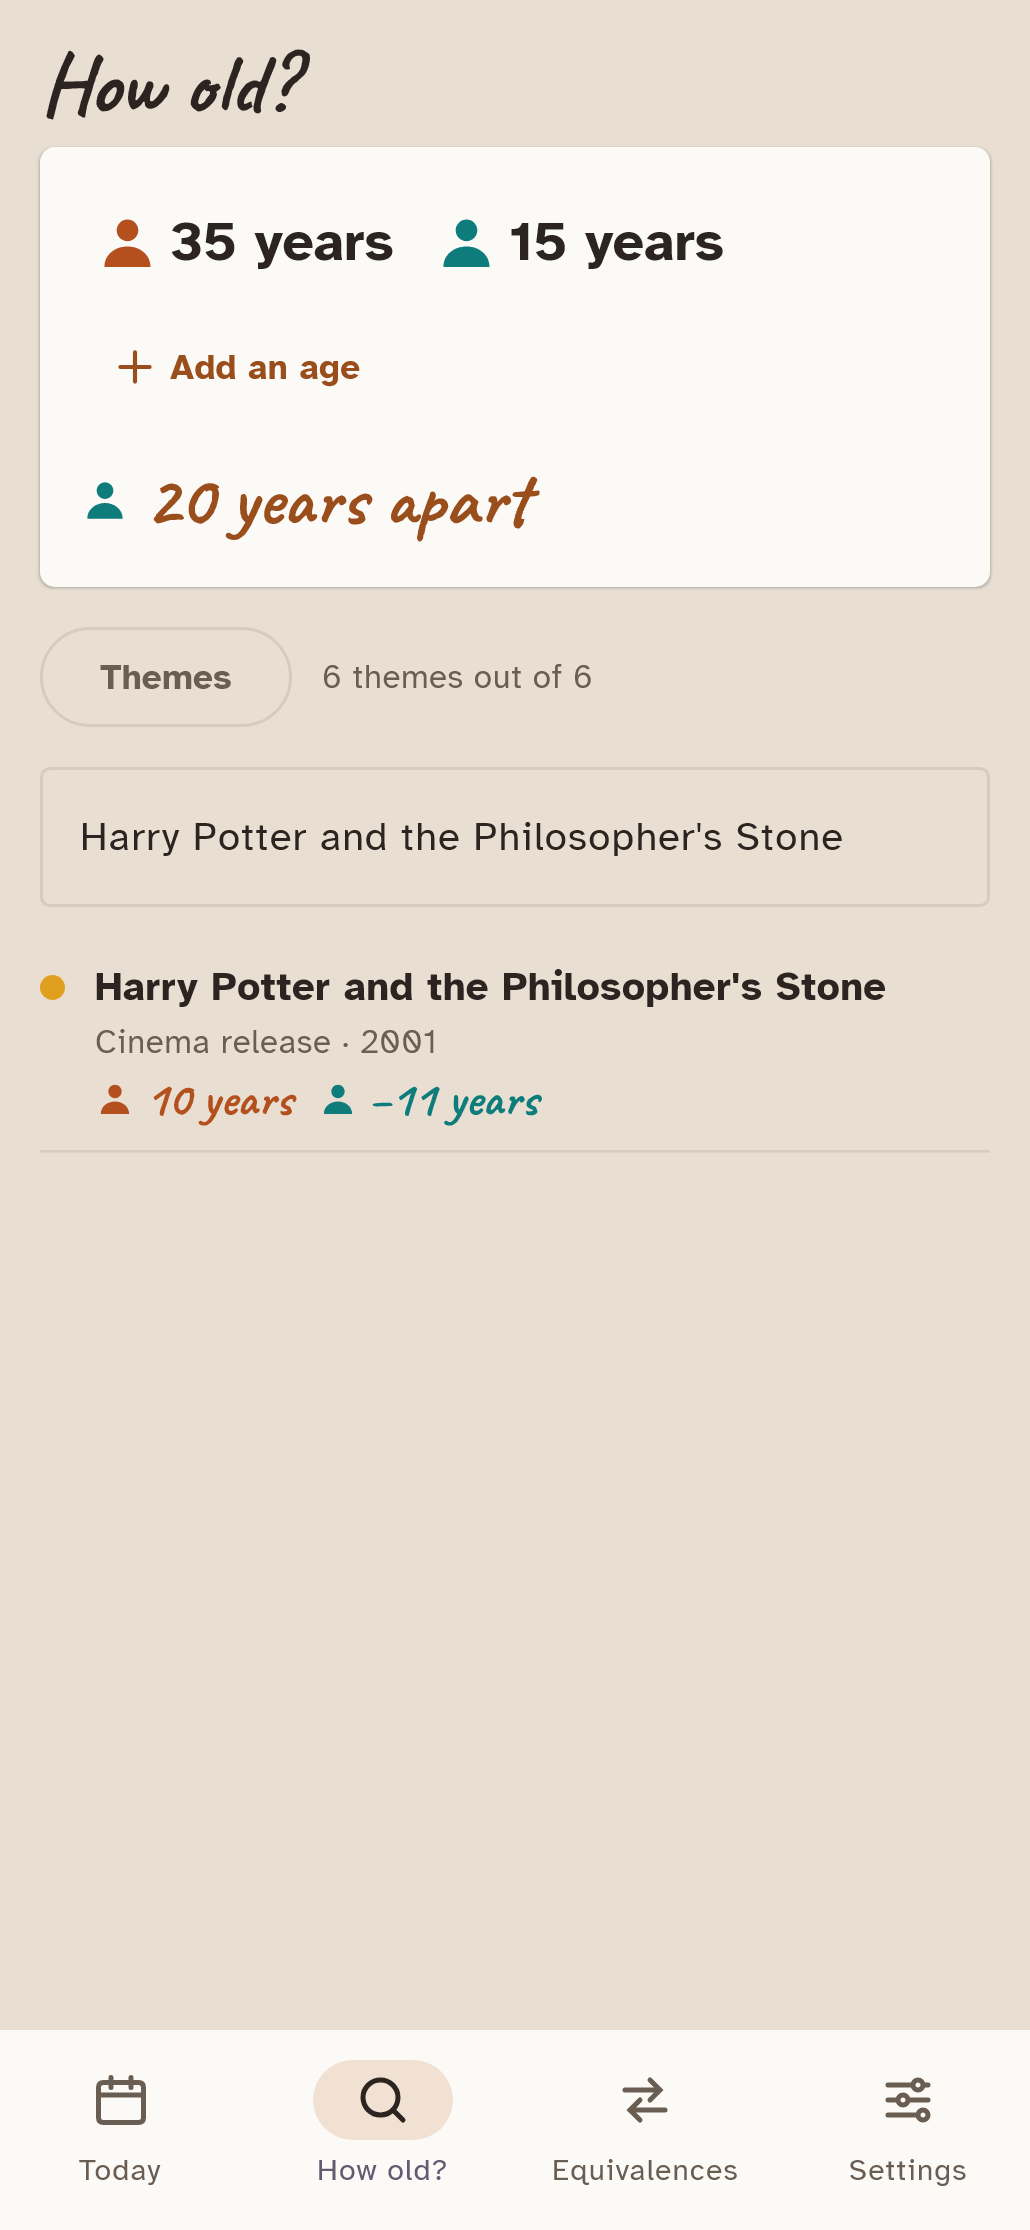 How old?
35 years 15 years
Add an age
20 years apart
Themes 6 themes out of 6
Harry Potter and the Philosopher's Stone
Harry Potter and the Philosopher's Stone
Cinema release · 2001
10 years −11 years
Today How old? Equivalences Settings